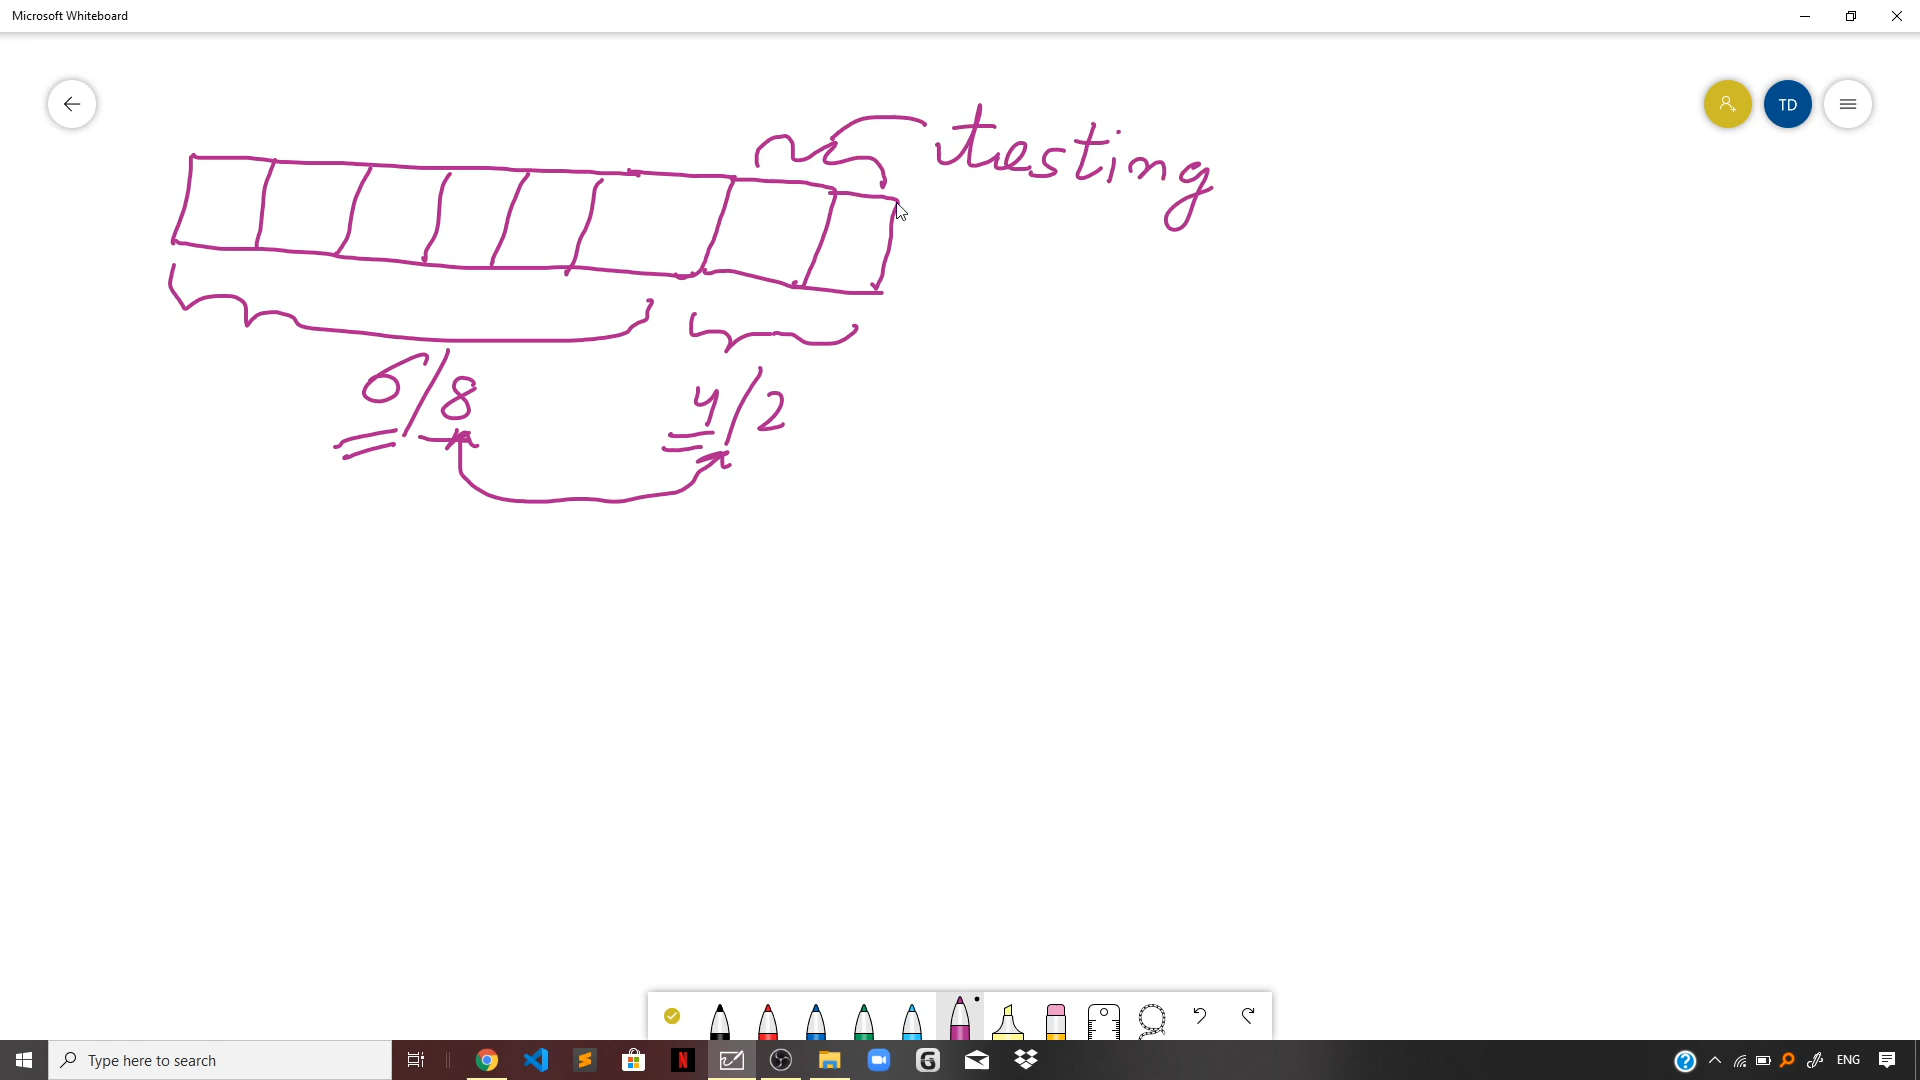 Microsoft Whiteboard
TD
testing
6/8
4/2
Type here to search
ENG